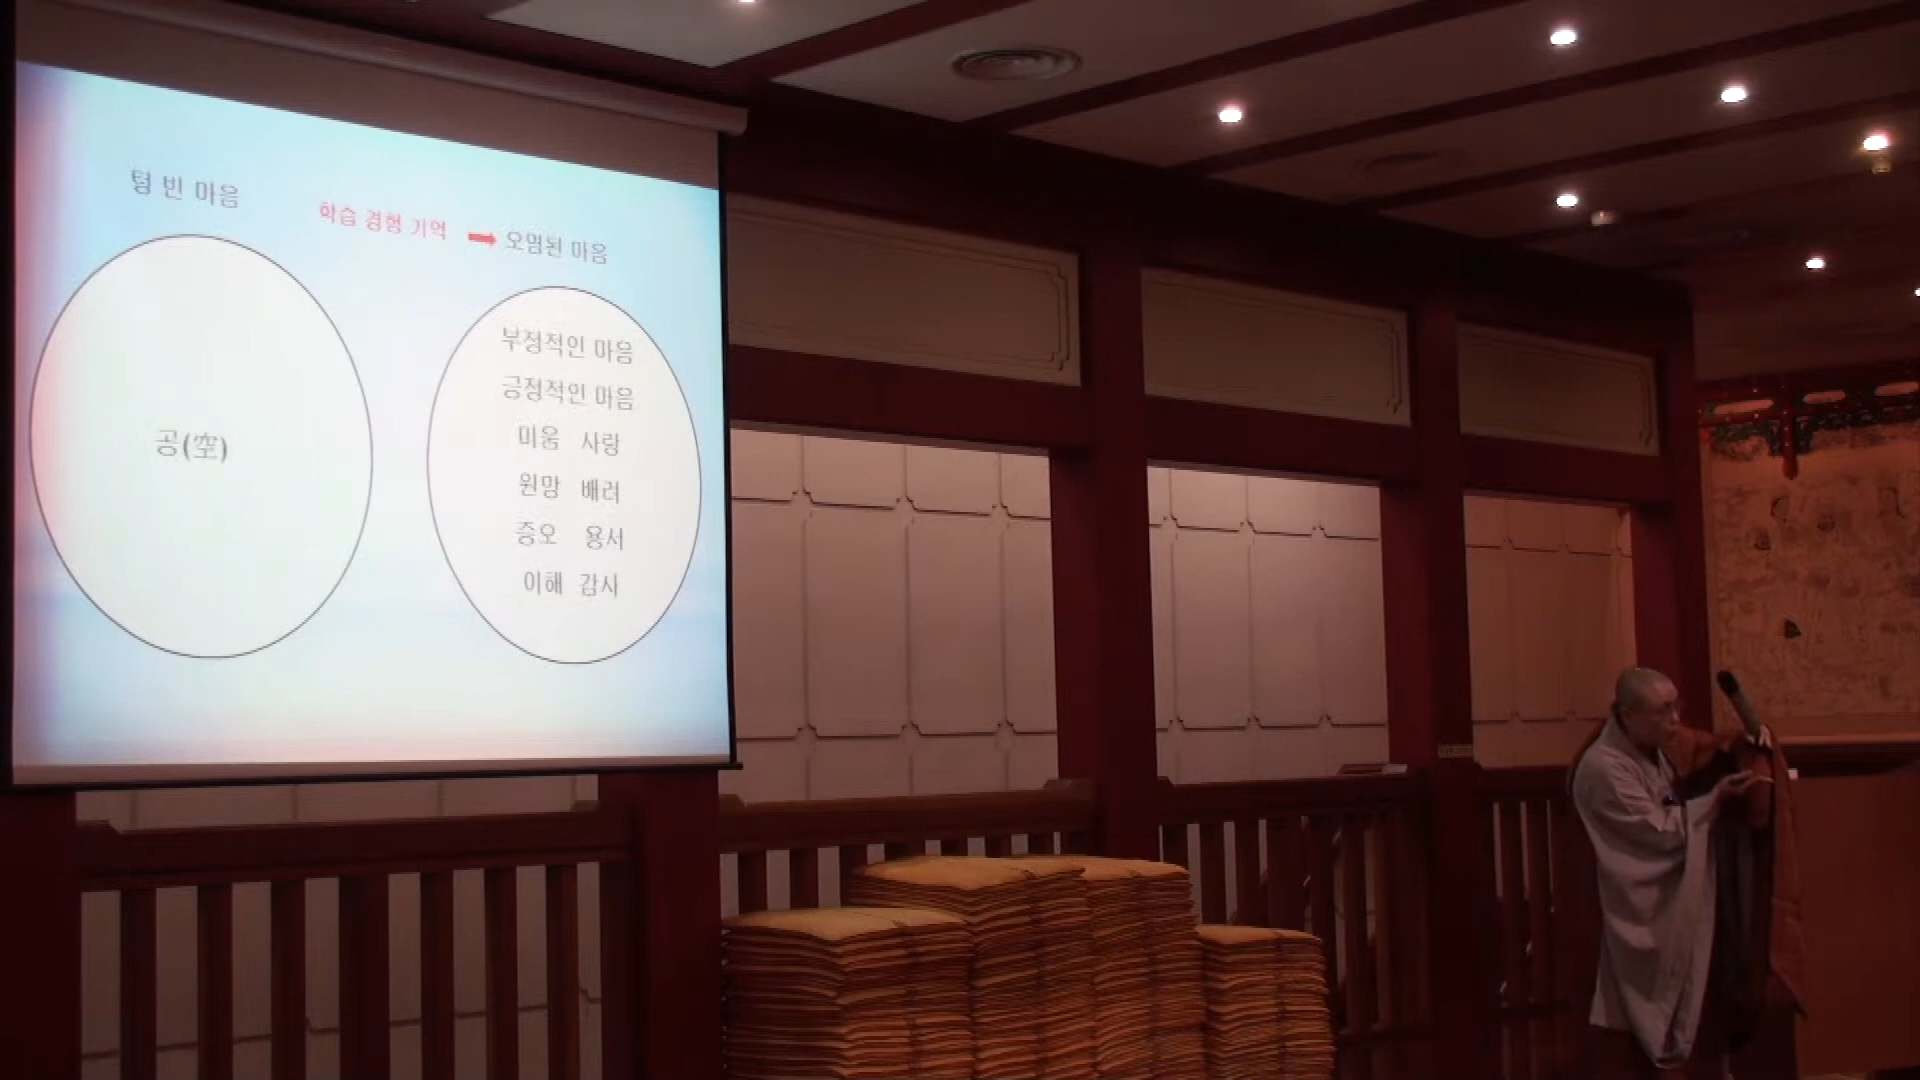 텅 빈 마음
학습 경험 기억 ➡ 오염된 마음
공(空)
부정적인 마음
긍정적인 마음
미움 사랑
원망 배려
증오 용서
이해 감사